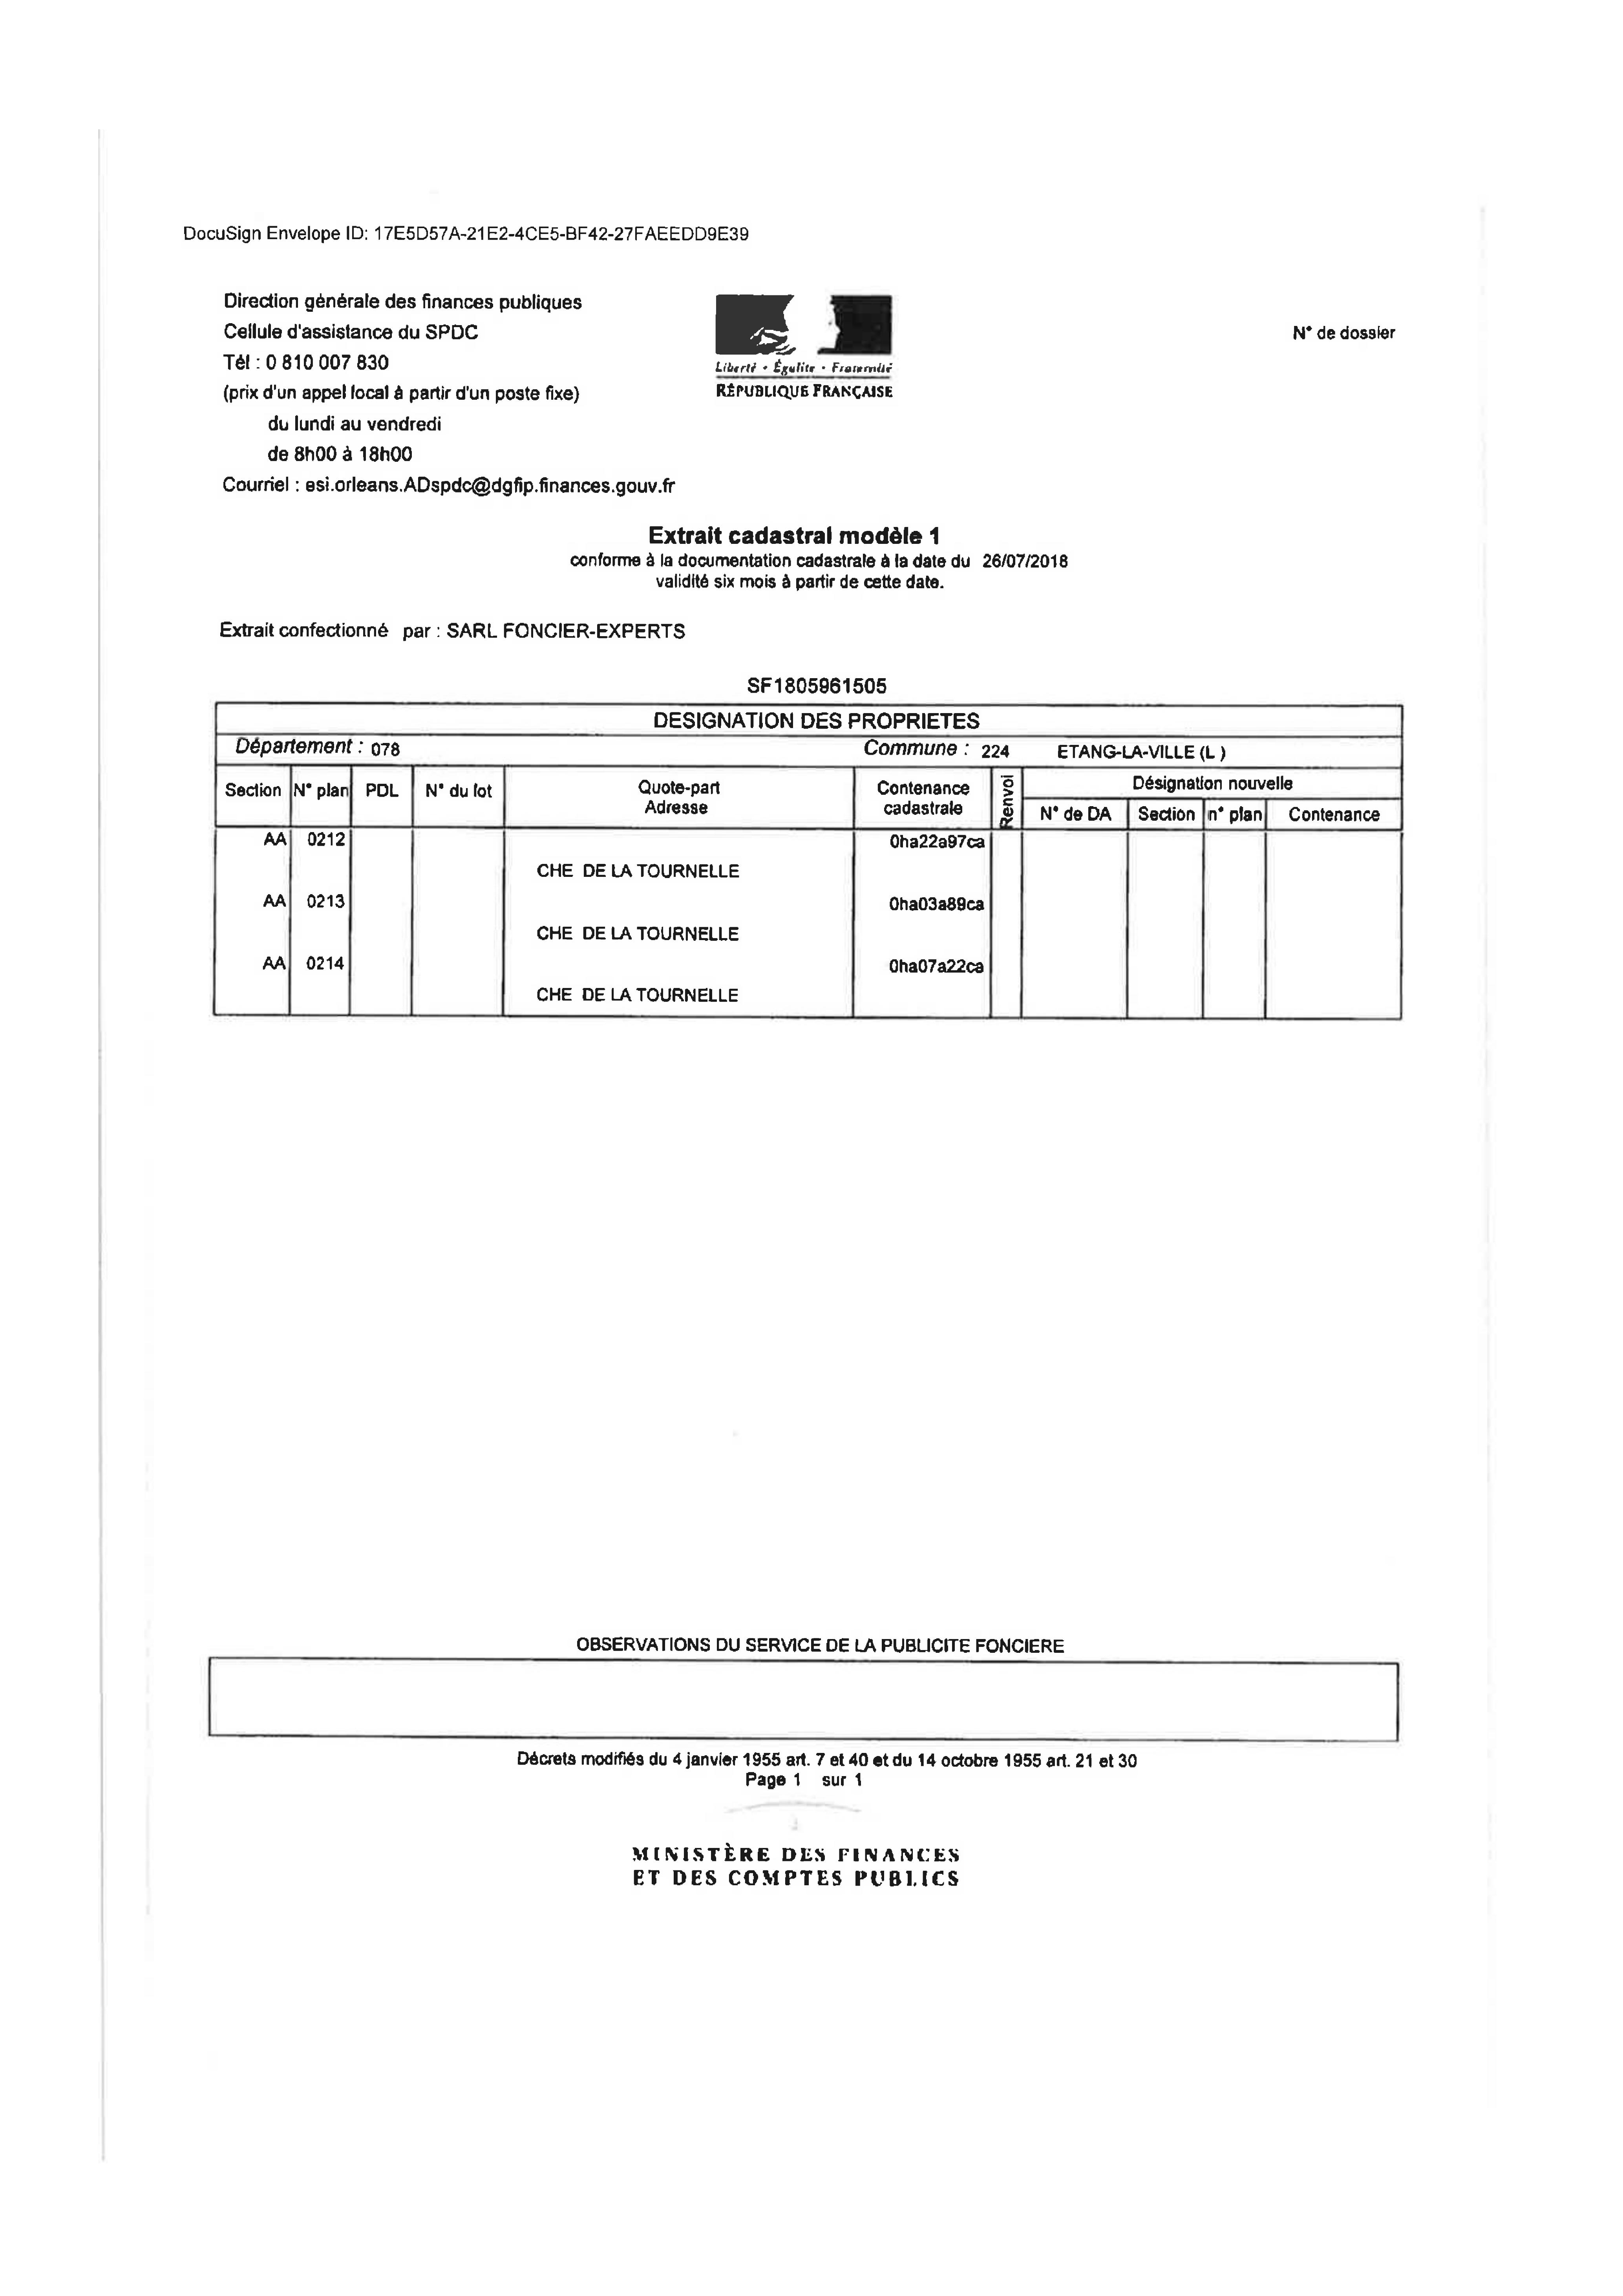 DocuSign Envelope ID: 17E5D57A-21E2-4CE5-BF42-27FAEEDD9E39
Direction générale des finances publiques
Cellule d'assistance du SPDC
Tél : 0 810 007 830
(prix d'un appel local à partir d'un poste fixe)
du lundi au vendredi
de 8h00 à 18h00
Courriel : esi.orleans.ADspdc@dgfip.finances.gouv.fr
Liberté • Égalité • Fraternité
RÉPUBLIQUE FRANÇAISE
N° de dossier
Extrait cadastral modèle 1
conforme à la documentation cadastrale à la date du 26/07/2018
validité six mois à partir de cette date.
Extrait confectionné par : SARL FONCIER-EXPERTS
SF1805961505
DESIGNATION DES PROPRIETES
Département : 078 Commune : 224 ETANG-LA-VILLE (L )
Section N° plan PDL N° du lot Quote-part Adresse Contenance cadastrale Renvoi Désignation nouvelle
N° de DA Section n° plan Contenance
AA 0212 0ha22a97ca
CHE DE LA TOURNELLE
AA 0213 0ha03a89ca
CHE DE LA TOURNELLE
AA 0214 0ha07a22ca
CHE DE LA TOURNELLE
OBSERVATIONS DU SERVICE DE LA PUBLICITE FONCIERE
Décrets modifiés du 4 janvier 1955 art. 7 et 40 et du 14 octobre 1955 art. 21 et 30
Page 1 sur 1
MINISTÈRE DES FINANCES
ET DES COMPTES PUBLICS